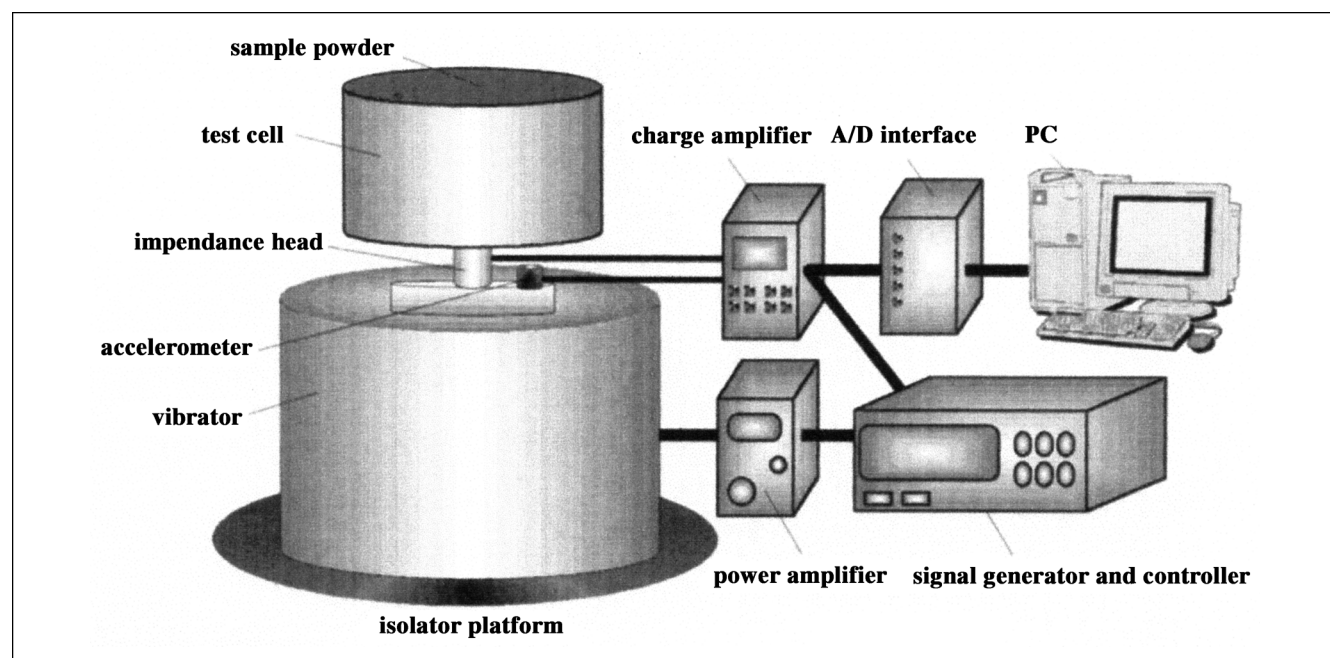 sample powder
test cell
charge amplifier
A/D interface
PC
impendance head
accelerometer
vibrator
power amplifier
signal generator and controller
isolator platform